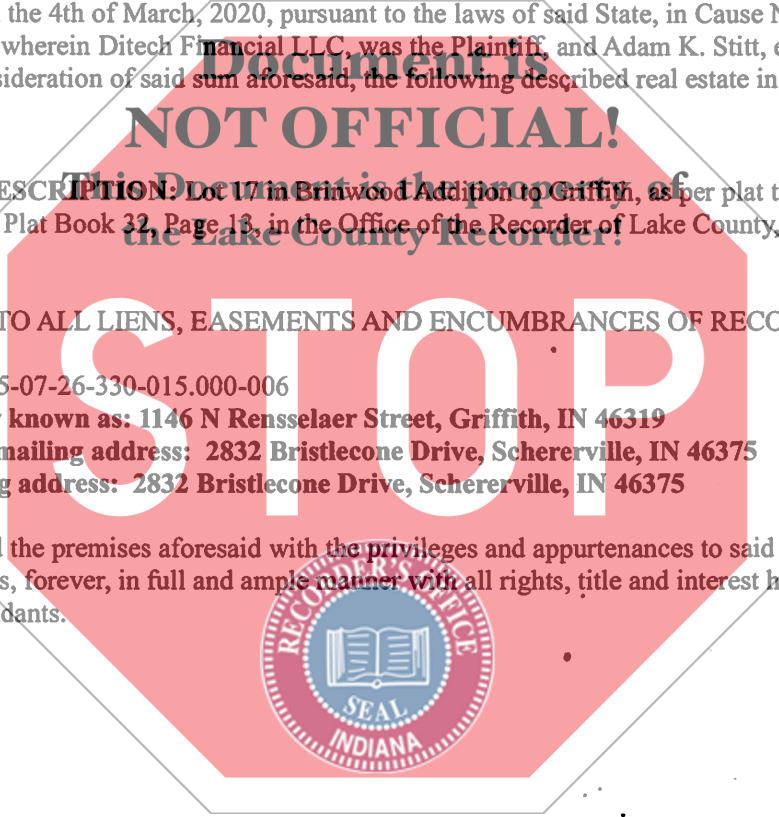 the 4th of March, 2020, pursuant to the laws of said State, in Cause N
wherein Ditech Financial LLC, was the Plaintiff, and Adam K. Stitt, e
Document is
sideration of said sum aforesaid, the following described real estate in
NOT OFFICIAL!
This Document is the property of
ESCRIPTION: Lot 17 in Brinwood Addition to Griffith, as per plat t
Plat Book 32, Page 13, in the Office of the Recorder of Lake County,
the Lake County Recorder!
TO ALL LIENS, EASEMENTS AND ENCUMBRANCES OF RECO
STOP
5-07-26-330-015.000-006
known as: 1146 N Rensselaer Street, Griffith, IN 46319
mailing address: 2832 Bristlecone Drive, Schererville, IN 46375
g address: 2832 Bristlecone Drive, Schererville, IN 46375
the premises aforesaid with the privileges and appurtenances to said
s, forever, in full and ample manner with all rights, title and interest h
dants.
RECORDER'S OFFICE
SEAL
INDIANA